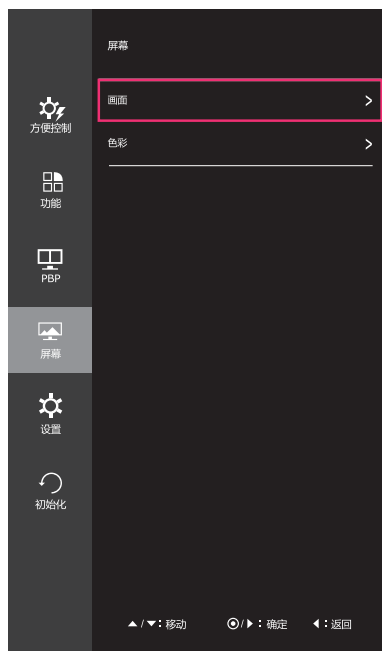 屏幕
画面
色彩
方便控制
功能
PBP
屏幕
设置
初始化
▲/▼：移动 ◉/▶：确定 ◀：返回